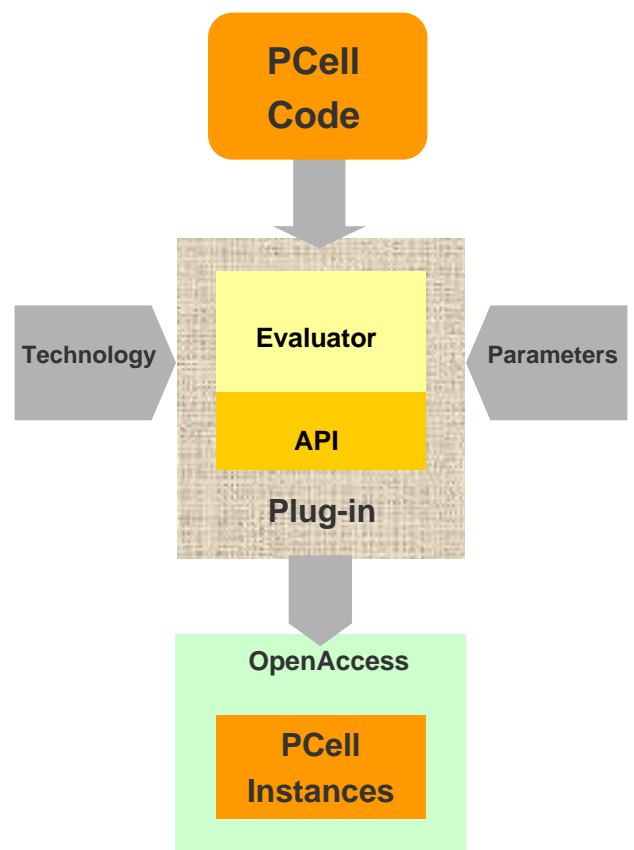 PCell
Code
Technology
Evaluator
Parameters
API
Plug-in
OpenAccess
PCell
Instances